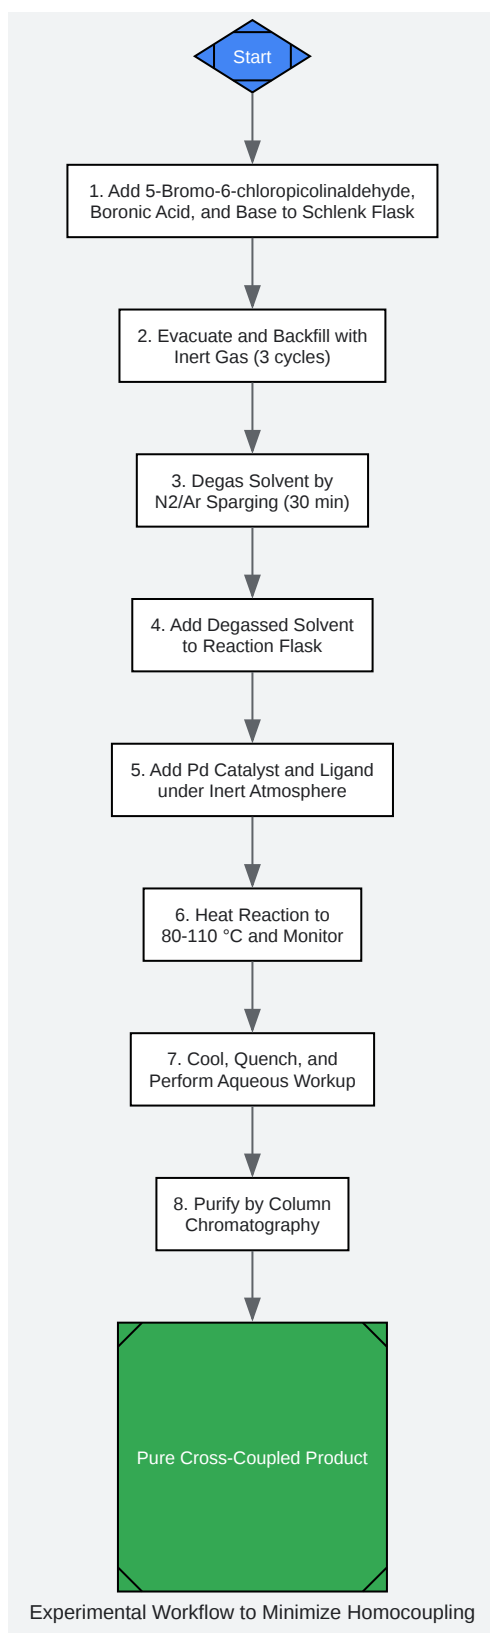 Start
1. Add 5-Bromo-6-chloropicolinaldehyde,
Boronic Acid, and Base to Schlenk Flask
2. Evacuate and Backfill with
Inert Gas (3 cycles)
3. Degas Solvent by
N2/Ar Sparging (30 min)
4. Add Degassed Solvent
to Reaction Flask
5. Add Pd Catalyst and Ligand
under Inert Atmosphere
6. Heat Reaction to
80-110 °C and Monitor
7. Cool, Quench, and
Perform Aqueous Workup
8. Purify by Column
Chromatography
Pure Cross-Coupled Product
Experimental Workflow to Minimize Homocoupling